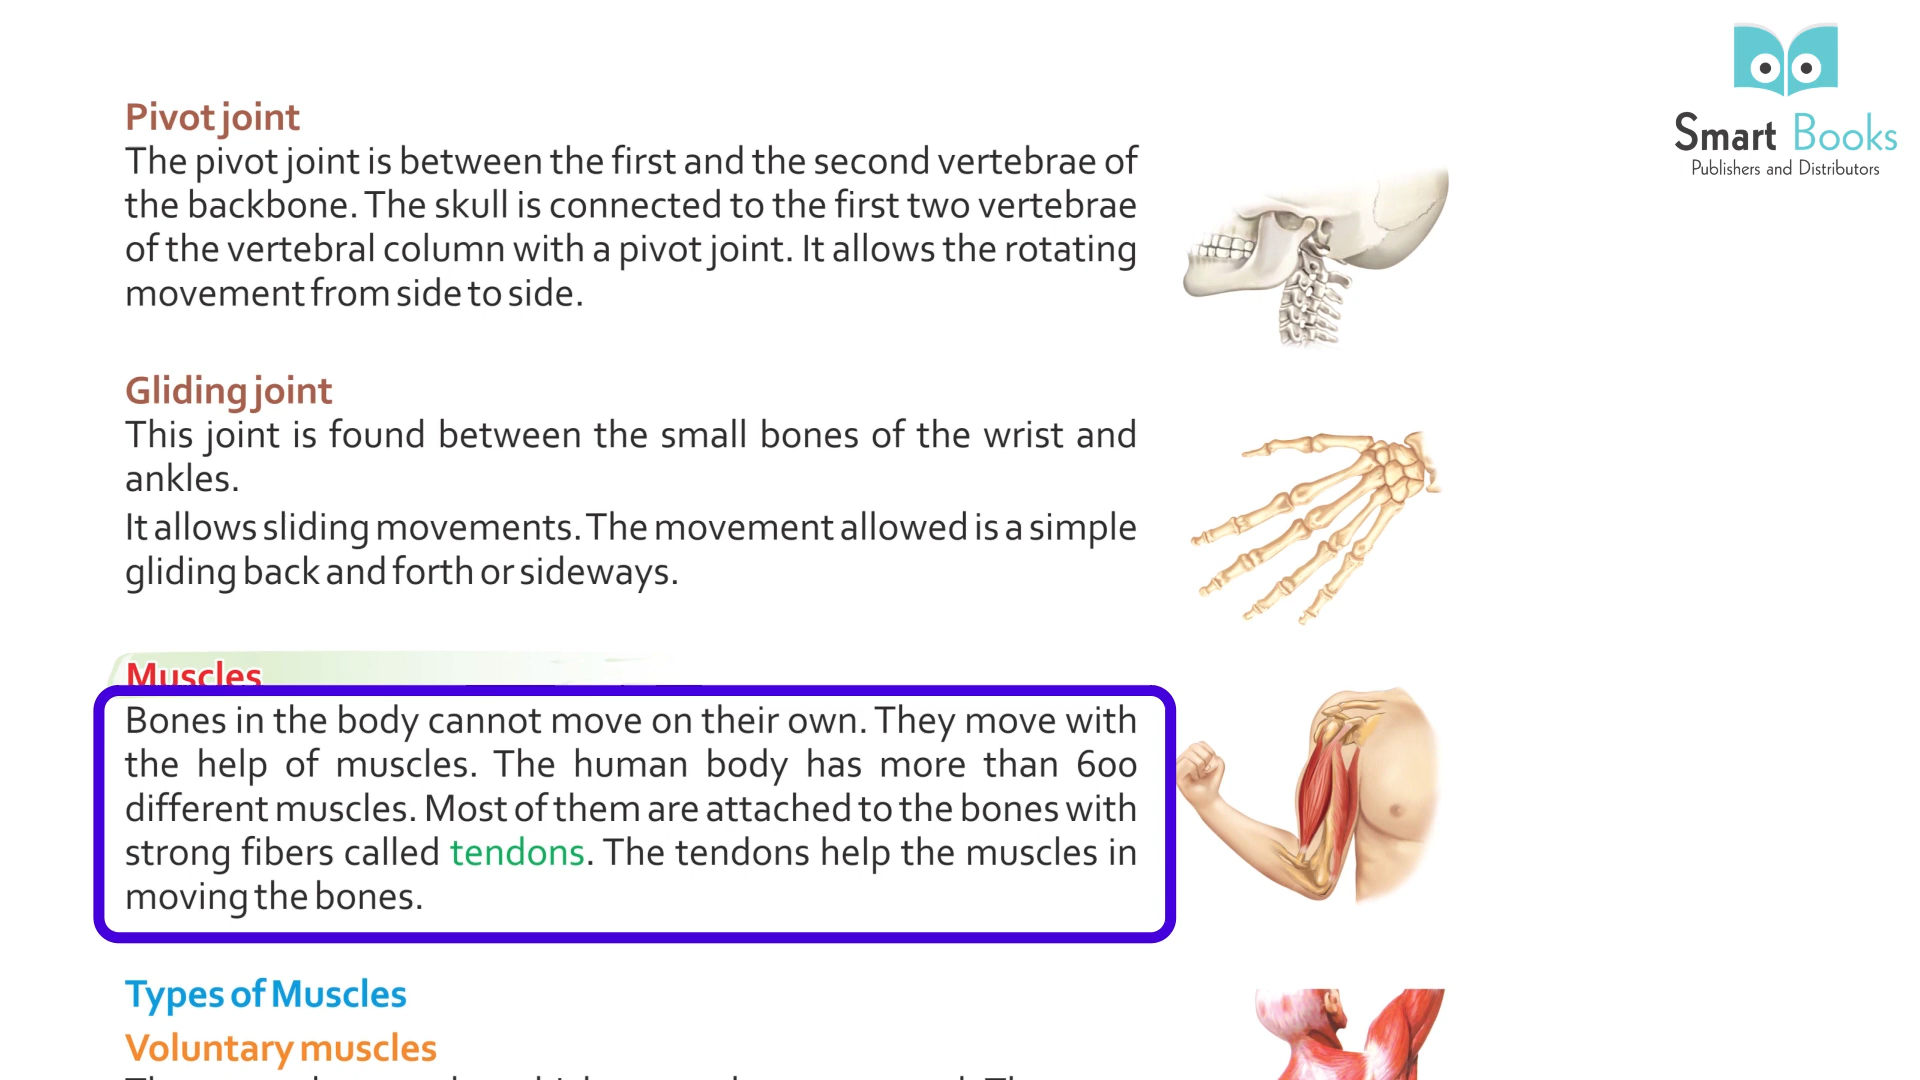 Smart Books
Publishers and Distributors
Pivot joint
The pivot joint is between the first and the second vertebrae of
the backbone. The skull is connected to the first two vertebrae
of the vertebral column with a pivot joint. It allows the rotating
movement from side to side.
Gliding joint
This joint is found between the small bones of the wrist and
ankles.
It allows sliding movements. The movement allowed is a simple
gliding back and forth or sideways.
Muscles
Bones in the body cannot move on their own. They move with
the help of muscles. The human body has more than 600
different muscles. Most of them are attached to the bones with
strong fibers called tendons. The tendons help the muscles in
moving the bones.
Types of Muscles
Voluntary muscles